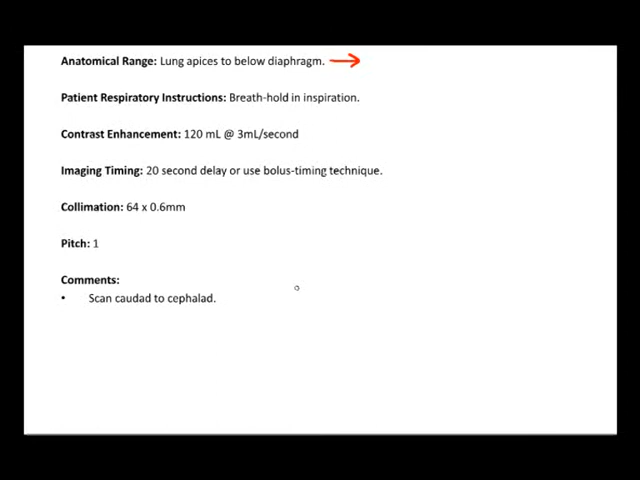 Anatomical Range: Lung apices to below diaphragm.
Patient Respiratory Instructions: Breath-hold in inspiration.
Contrast Enhancement: 120 mL @ 3mL/second
Imaging Timing: 20 second delay or use bolus-timing technique.
Collimation: 64 x 0.6mm
Pitch: 1
Comments:
• Scan caudad to cephalad.